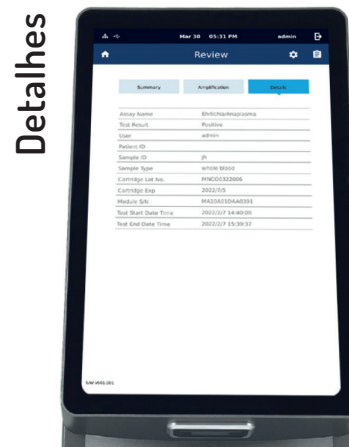 Detalhes
Mar 30 05:31 PM admin
Review
Summary Amplification Details
Assay Name Ehrlichia/Anaplasma
Test Result Positive
User admin
Patient ID
Sample ID jh
Sample Type whole blood
Cartridge Lot No.
Cartridge Exp 2022/7/5
Module S/N
Test Start Date Time 2022/2/7 14:40:00
Test End Date Time 2022/2/7 15:39:37